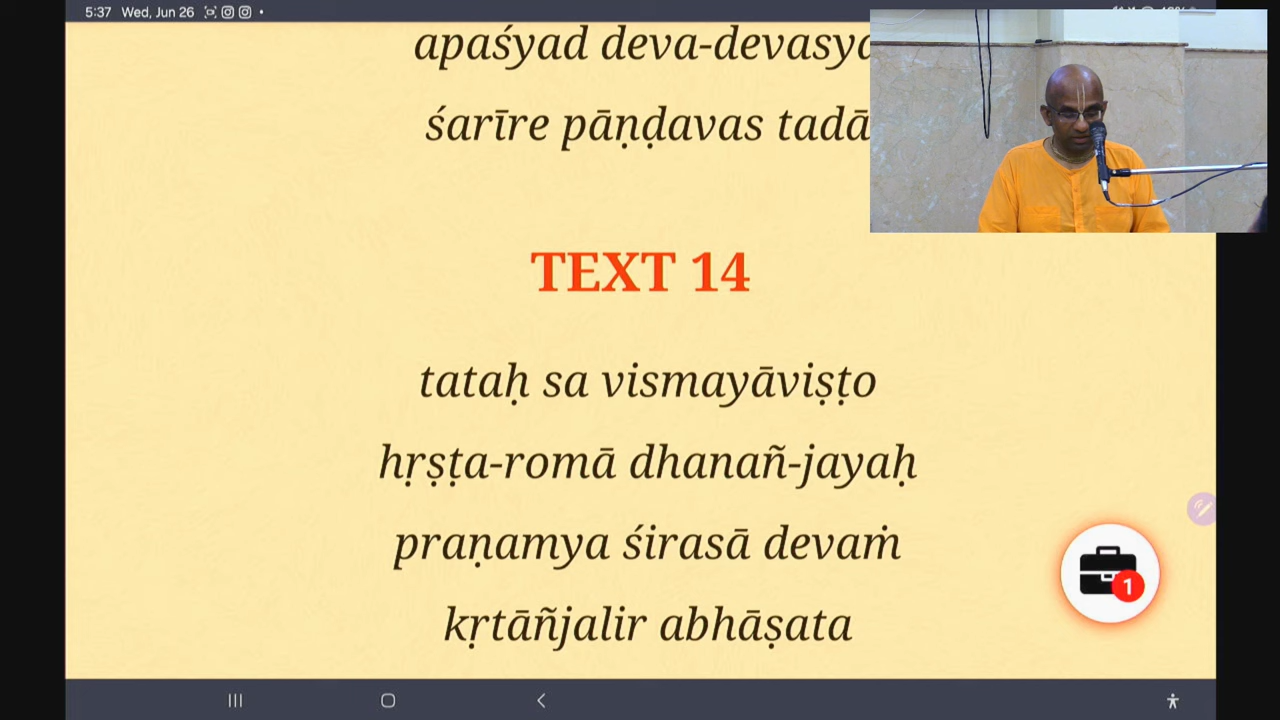 5:37 Wed, Jun 26
apaśyad deva-devasya
śarīre pāṇḍavas tadā
TEXT 14
tataḥ sa vismayāviṣṭo
hṛṣṭa-romā dhanañ-jayaḥ
praṇamya śirasā devaṁ
kṛtāñjalir abhāṣata
1